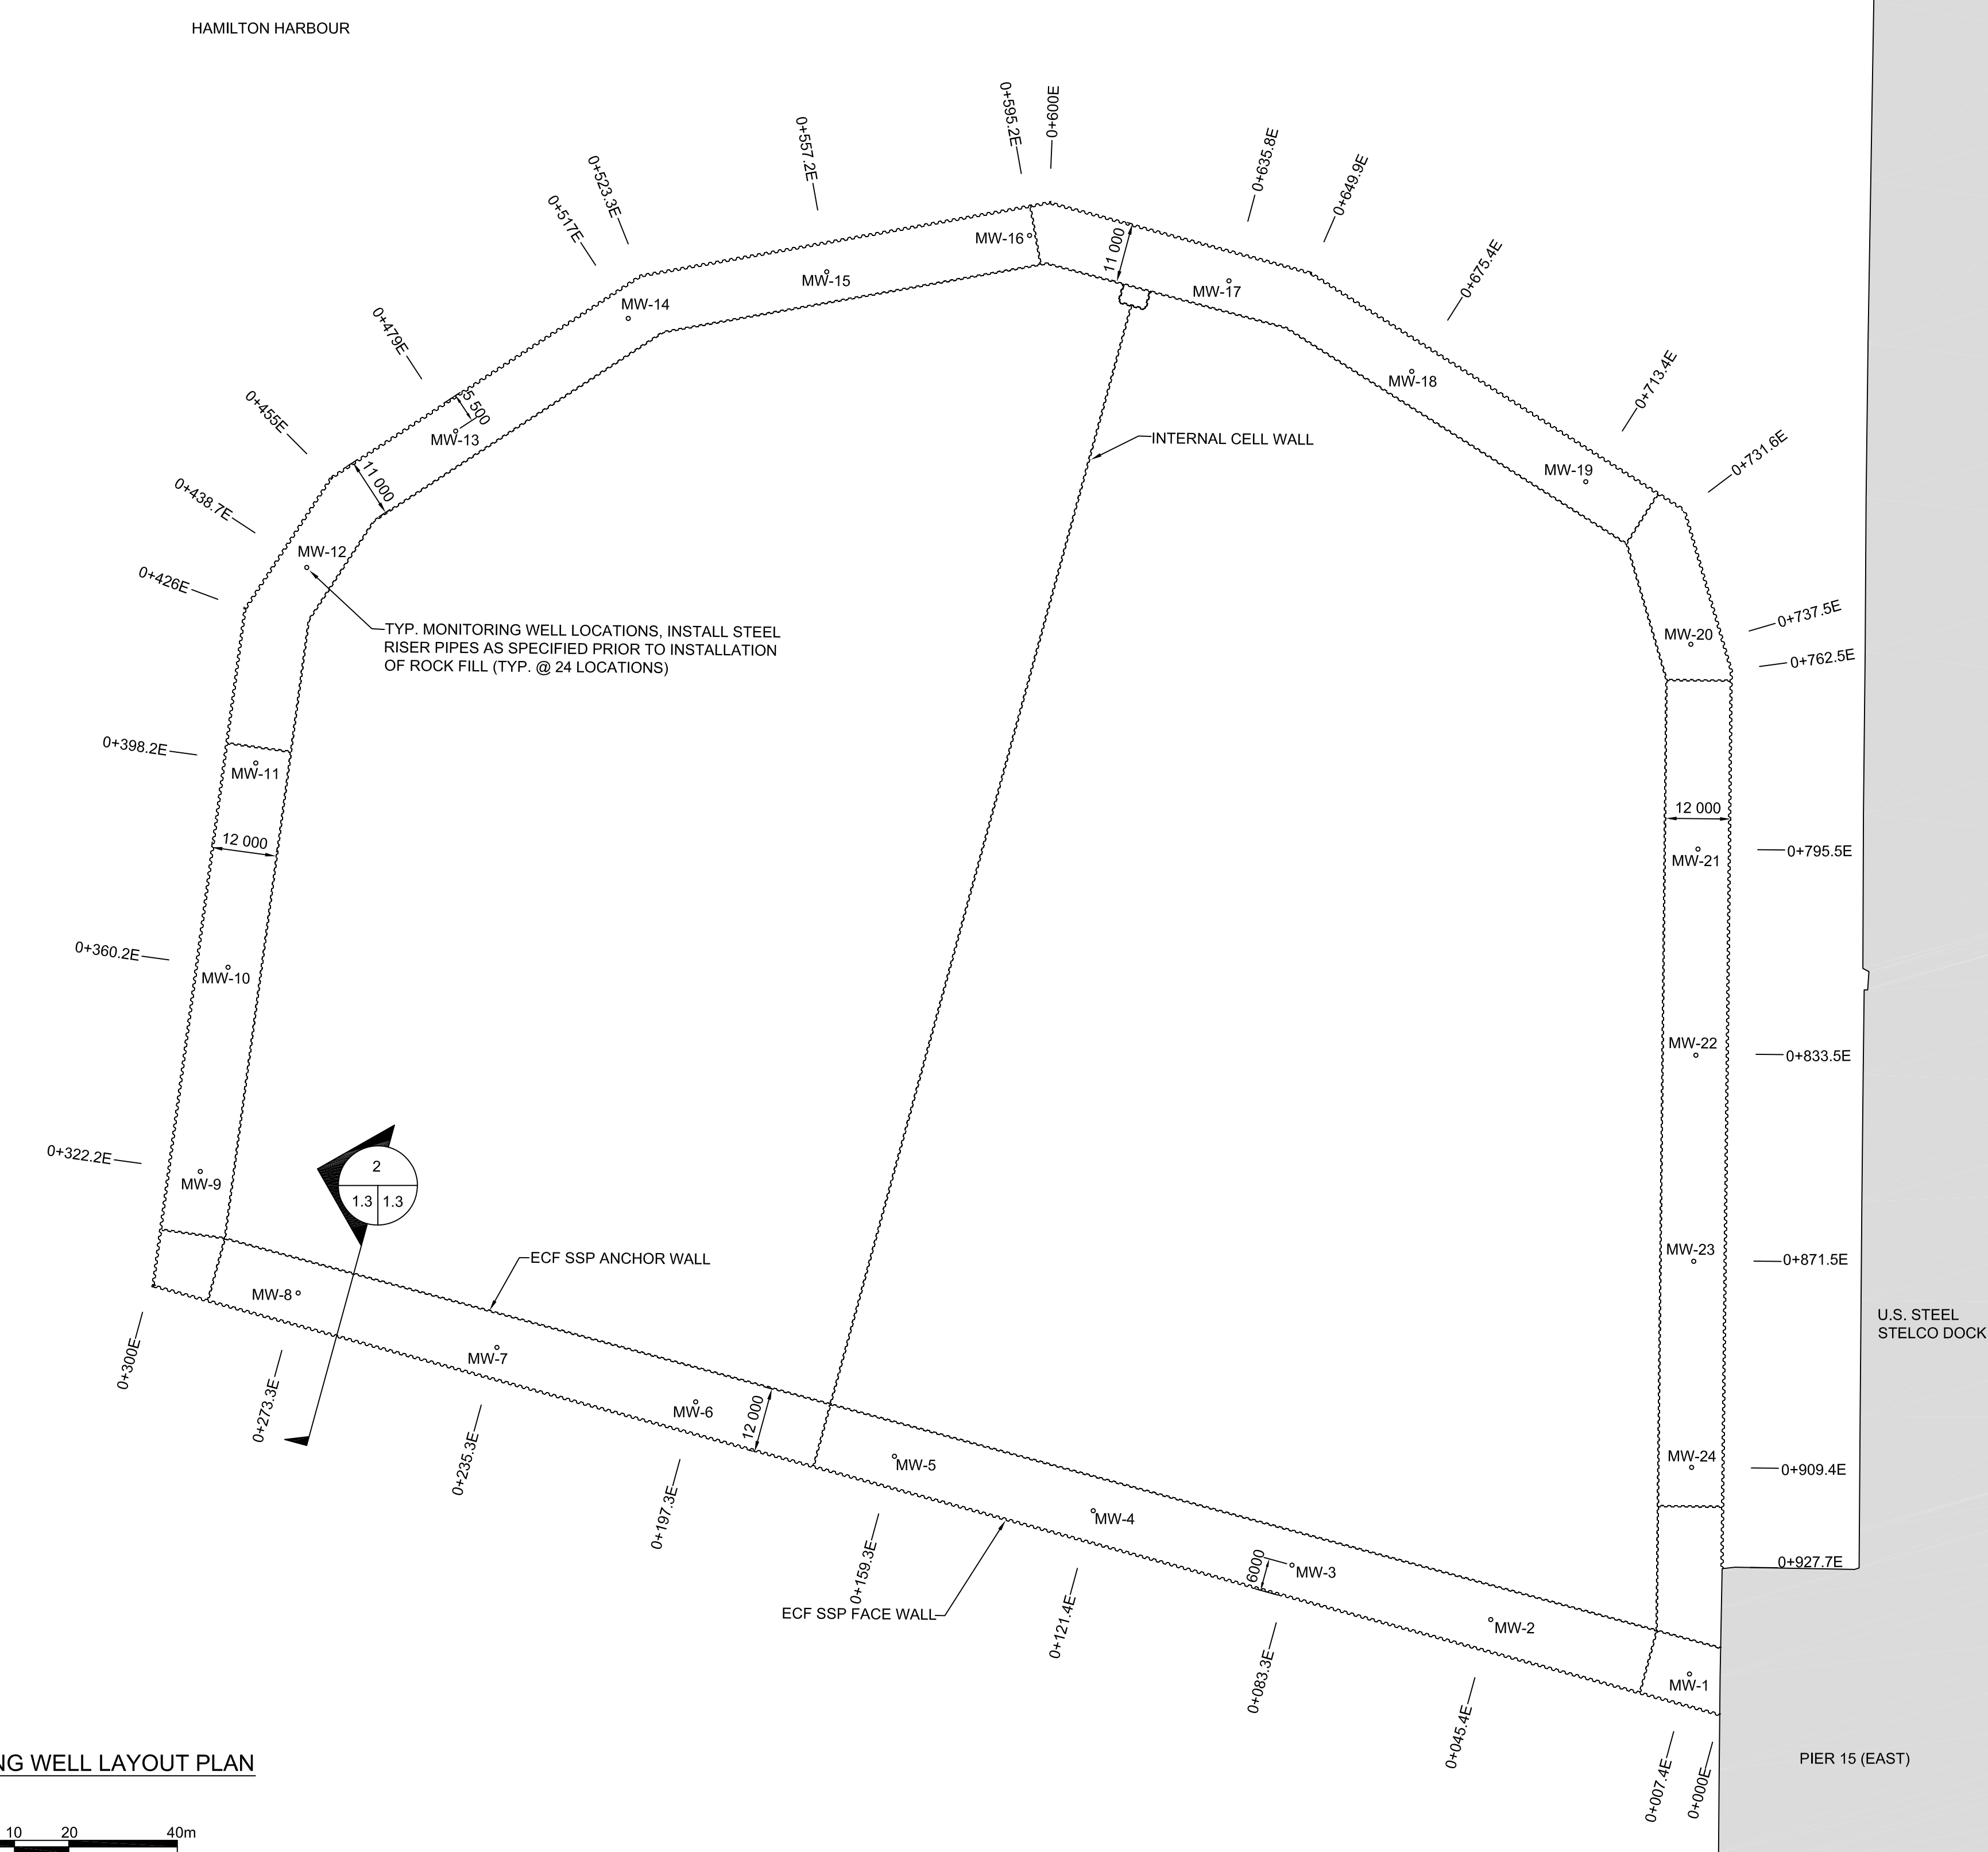 HAMILTON HARBOUR
0+595.2E
0+600E
0+557.2E
0+635.8E
0+523.3E
0+649.9E
0+517E
0+675.4E
0+479E
0+713.4E
0+455E
0+731.6E
0+438.7E
0+426E
0+737.5E
0+762.5E
0+398.2E
0+795.5E
0+360.2E
0+833.5E
0+322.2E
0+871.5E
0+909.4E
0+927.7E
MW-16
11 000
MW-15
MW-17
MW-14
MW-18
5 500
MW-13
INTERNAL CELL WALL
MW-19
11 000
MW-12
TYP. MONITORING WELL LOCATIONS, INSTALL STEEL
RISER PIPES AS SPECIFIED PRIOR TO INSTALLATION
OF ROCK FILL (TYP. @ 24 LOCATIONS)
MW-20
MW-11
12 000
12 000
MW-21
MW-10
MW-22
2
1.3 1.3
MW-9
MW-23
ECF SSP ANCHOR WALL
MW-8
U.S. STEEL
STELCO DOCK
MW-7
MW-6
12 000
MW-5
MW-24
MW-4
6000
MW-3
ECF SSP FACE WALL
MW-2
MW-1
0+300E
0+273.3E
0+235.3E
0+197.3E
0+159.3E
0+121.4E
0+083.3E
0+045.4E
0+007.4E
0+000E
PIER 15 (EAST)
NG WELL LAYOUT PLAN
10 20 40m